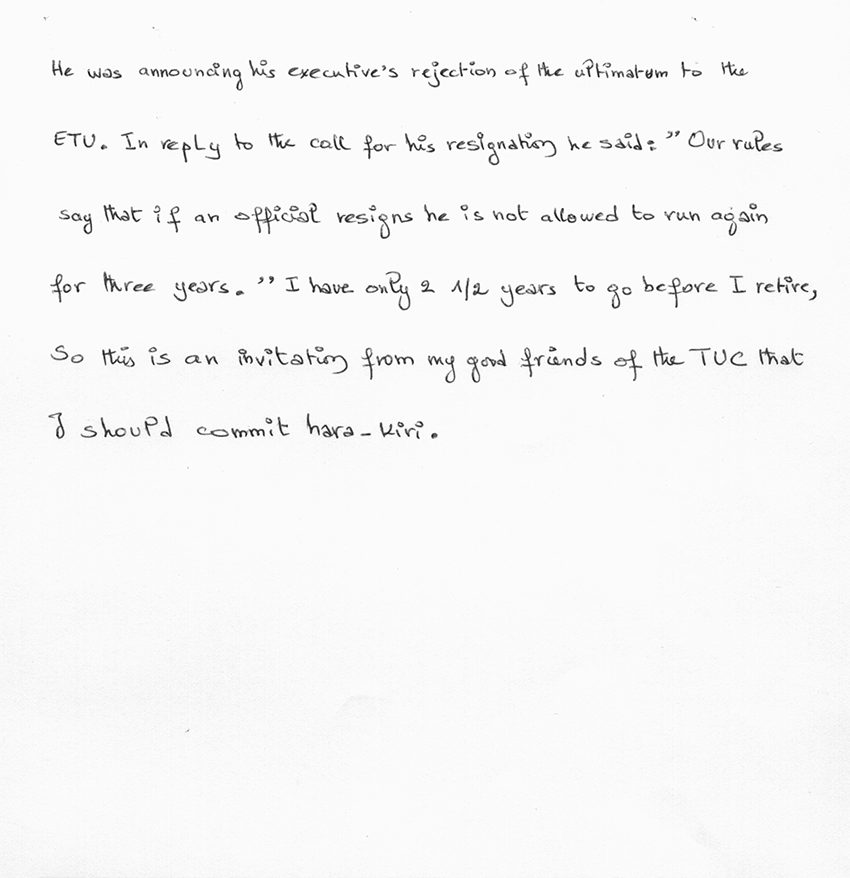 He was announcing his executive's rejection of the ultimatum to the
ETU. In reply to the call for his resignation he said: "Our rules
say that if an official resigns he is not allowed to run again
for three years. "I have only 2 1/2 years to go before I retire,
So this is an invitation from my good friends of the TUC that
I should commit hara-kiri.